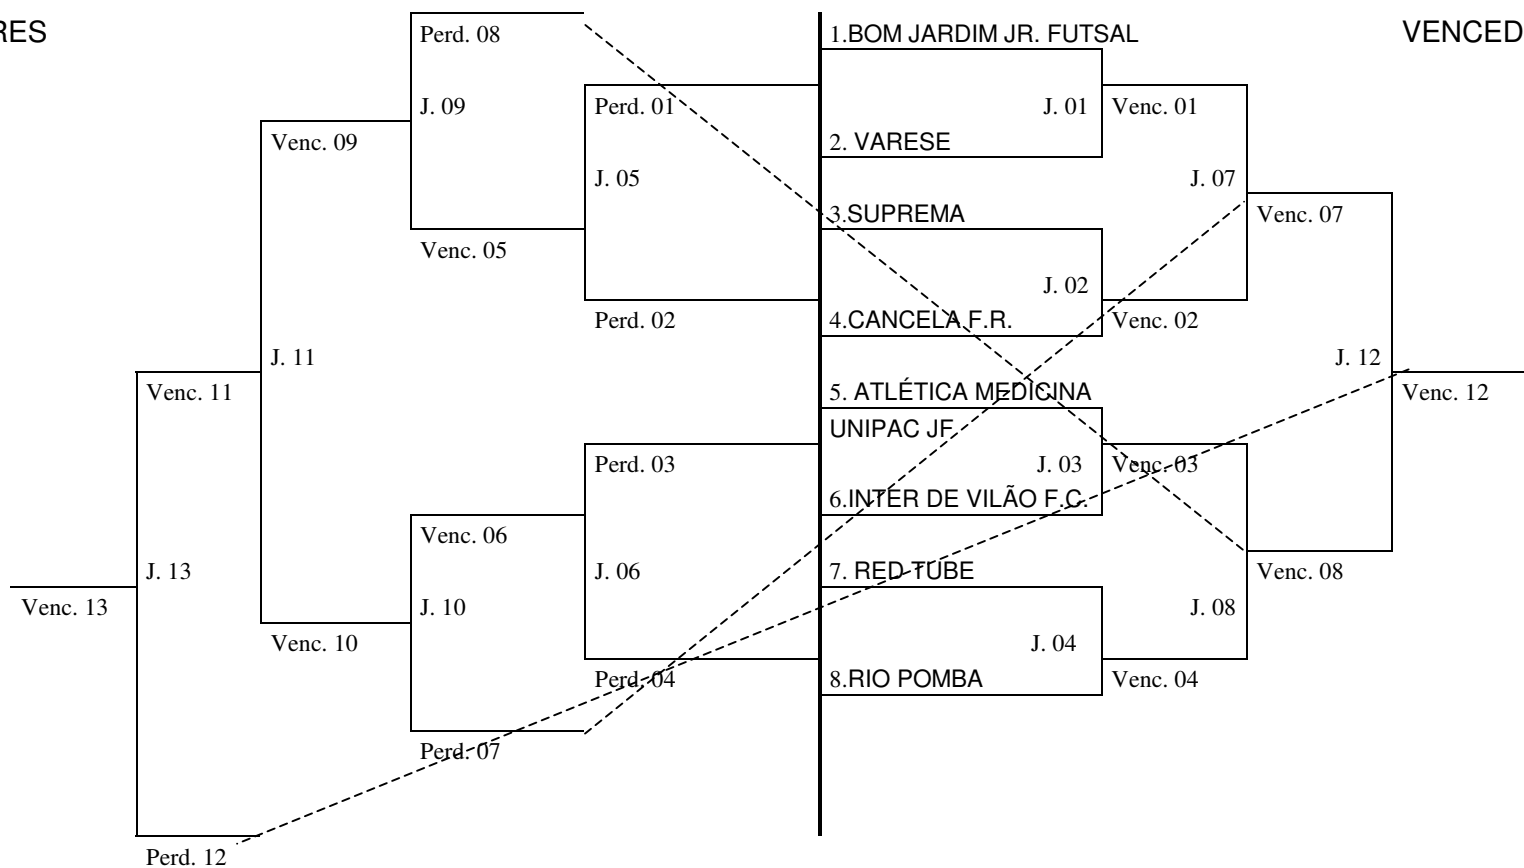 RES
VENCED
Perd. 08
1.BOM JARDIM JR. FUTSAL
J. 09
Perd. 01
J. 01
Venc. 01
Venc. 09
2. VARESE
J. 05
J. 07
3.SUPREMA
Venc. 07
Venc. 05
J. 02
Perd. 02
4.CANCELA F.R.
Venc. 02
J. 11
J. 12
Venc. 11
5. ATLÉTICA MEDICINA
Venc. 12
UNIPAC JF
Perd. 03
J. 03
Venc. 03
6.INTER DE VILÃO F.C.
Venc. 06
J. 13
J. 06
7. RED TUBE
Venc. 08
Venc. 13
J. 10
J. 08
Venc. 10
J. 04
Perd. 04
8.RIO POMBA
Venc. 04
Perd. 07
Perd. 12